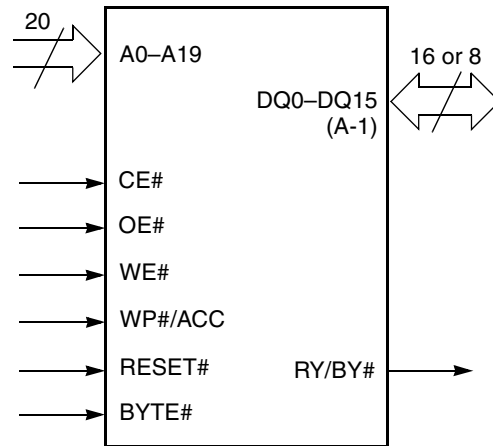 20
A0–A19
16 or 8
DQ0–DQ15
(A-1)
CE#
OE#
WE#
WP#/ACC
RESET#
RY/BY#
BYTE#